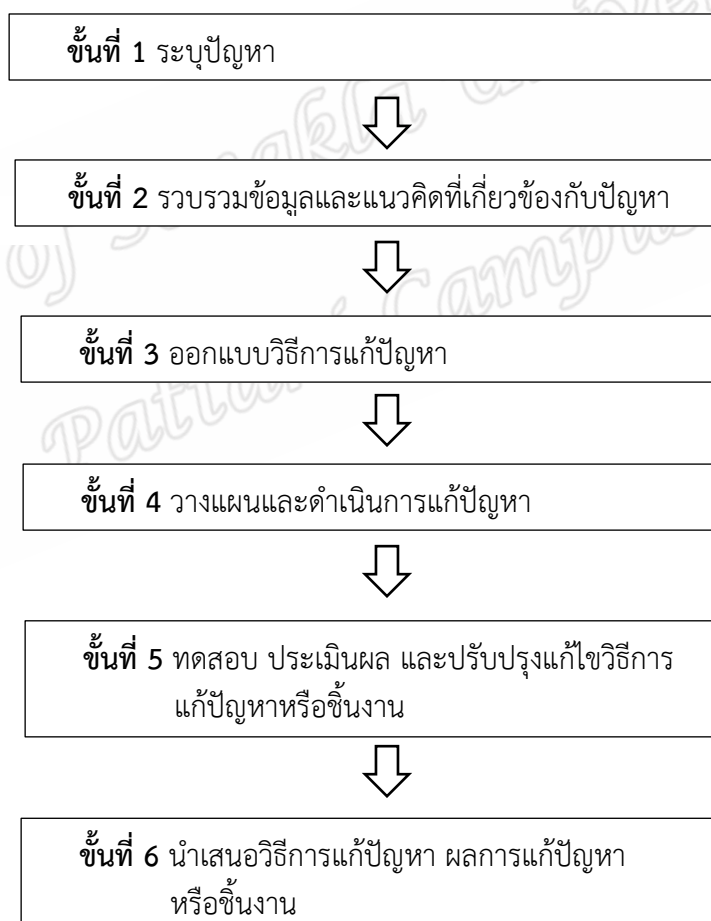 ขั้นที่ 1 ระบุปัญหา
ขั้นที่ 2 รวบรวมข้อมูลและแนวคิดที่เกี่ยวข้องกับปัญหา
of
Campus
ขั้นที่ 3 ออกแบบวิธีการแก้ปัญหา
ขั้นที่ 4 วางแผนและดำเนินการแก้ปัญหา
ขั้นที่ 5 ทดสอบ ประเมินผล และปรับปรุงแก้ไขวิธีการ
แก้ปัญหาหรือชิ้นงาน
ขั้นที่ 6 นำเสนอวิธีการแก้ปัญหา ผลการแก้ปัญหา
หรือชิ้นงาน